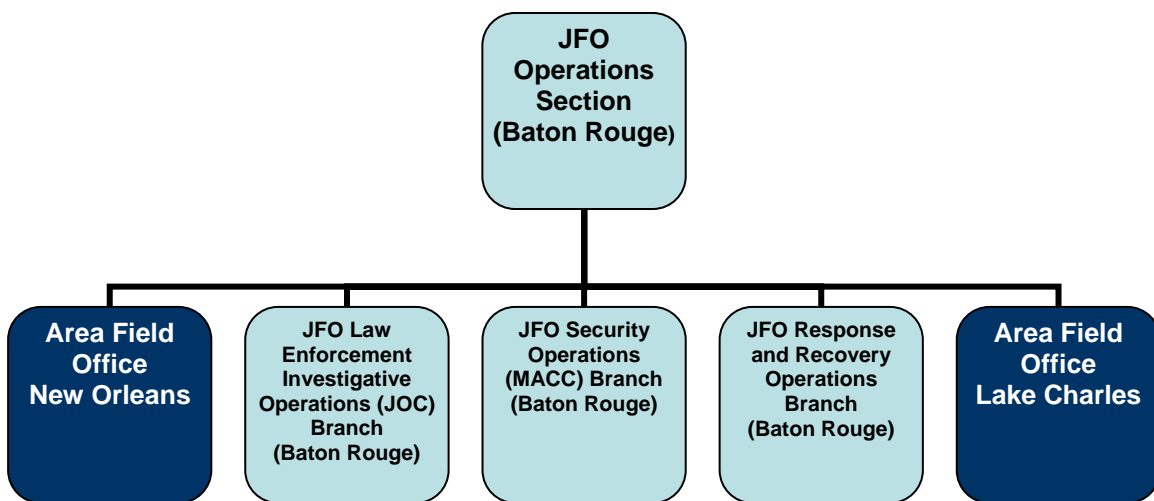 JFO
Operations
Section
(Baton Rouge)
Area Field
Office
New Orleans
JFO Law
Enforcement
Investigative
Operations (JOC)
Branch
(Baton Rouge)
JFO Security
Operations
(MACC) Branch
(Baton Rouge)
JFO Response
and Recovery
Operations
Branch
(Baton Rouge)
Area Field
Office
Lake Charles